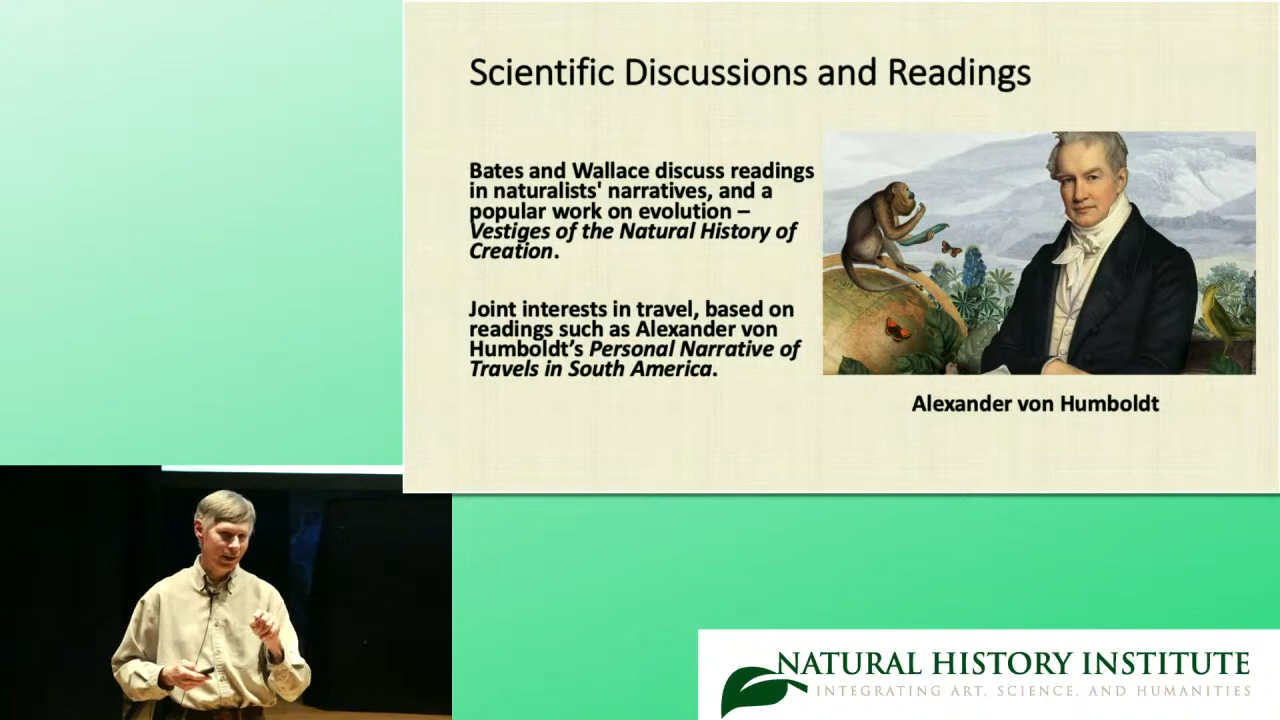 Scientific Discussions and Readings
Bates and Wallace discuss readings
in naturalists' narratives, and a
popular work on evolution –
Vestiges of the Natural History of
Creation.
Joint interests in travel, based on
readings such as Alexander von
Humboldt’s Personal Narrative of
Travels in South America.
Alexander von Humboldt
NATURAL HISTORY INSTITUTE
INTEGRATING ART, SCIENCE, AND HUMANITIES